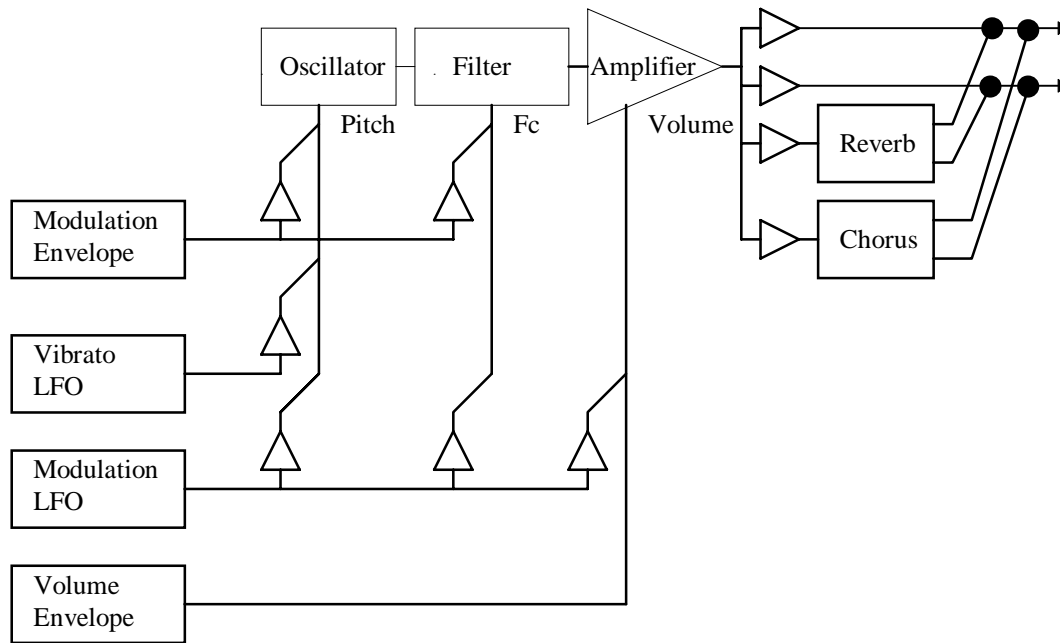 Oscillator
Filter
Amplifier
Pitch
Fc
Volume
Reverb
Modulation
Envelope
Chorus
Vibrato
LFO
Modulation
LFO
Volume
Envelope